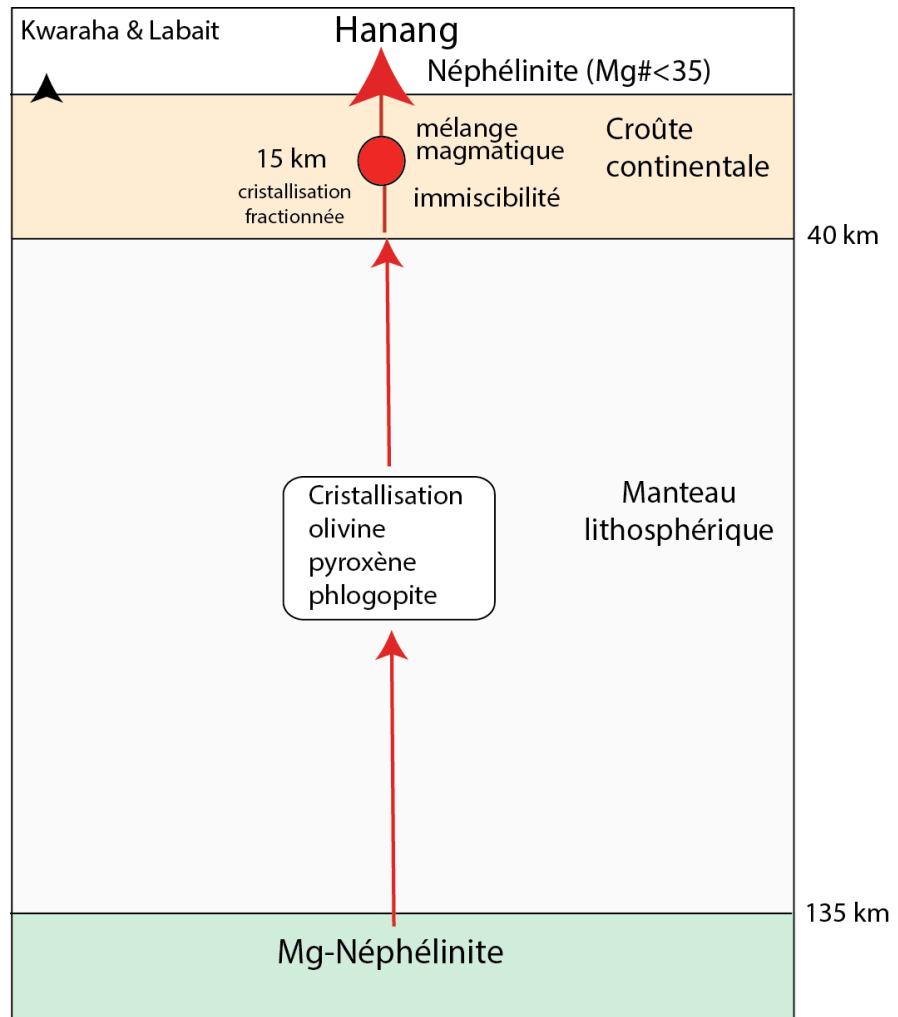 Kwaraha & Labait
Hanang
Néphélinite (Mg#<35)
mélange
magmatique
Croûte
continentale
15 km
cristallisation
fractionnée
immiscibilité
40 km
Cristallisation
olivine
pyroxène
phlogopite
Manteau
lithosphérique
135 km
Mg-Néphélinite